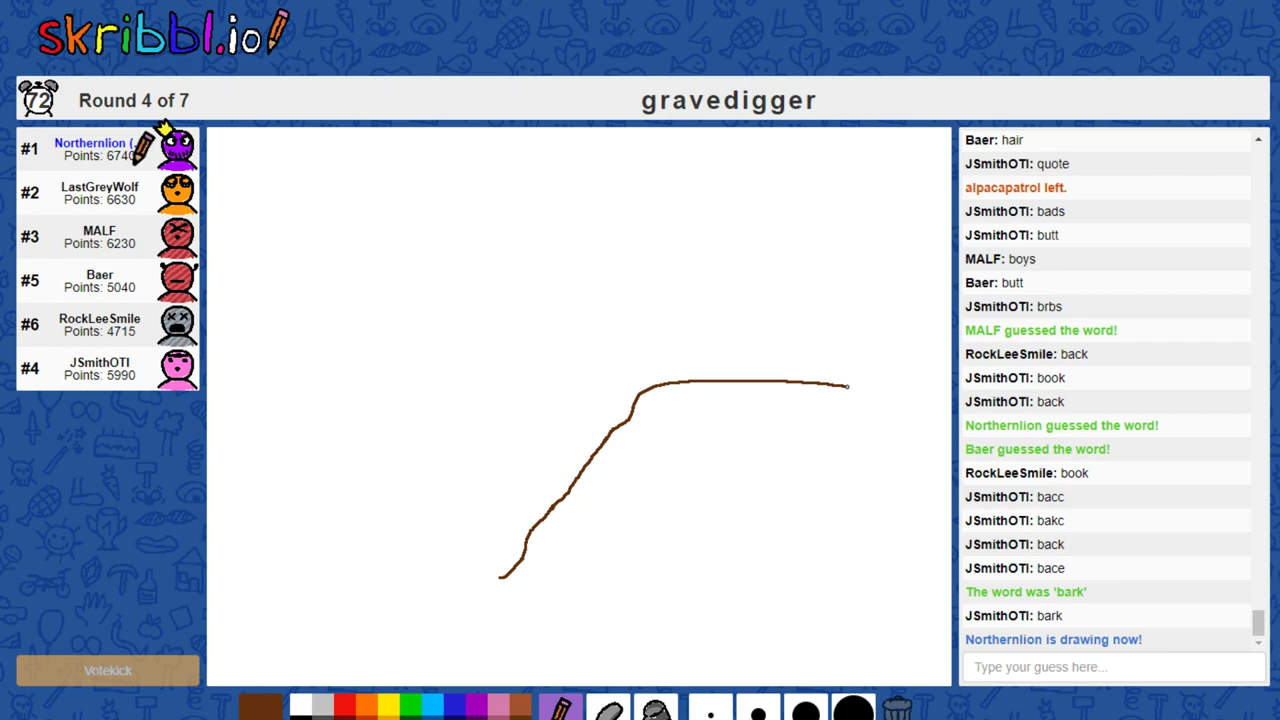 skribbl.io
72
Round 4 of 7
gravedigger
#1
Northernlion (.
Points: 6740
#2
LastGreyWolf
Points: 6630
#3
MALF
Points: 6230
#5
Baer
Points: 5040
#6
RockLeeSmile
Points: 4715
#4
JSmithOTI
Points: 5990
Votekick
Baer: hair
JSmithOTI: quote
alpacapatrol left.
JSmithOTI: bads
JSmithOTI: butt
MALF: boys
Baer: butt
JSmithOTI: brbs
MALF guessed the word!
RockLeeSmile: back
JSmithOTI: book
JSmithOTI: back
Northernlion guessed the word!
Baer guessed the word!
RockLeeSmile: book
JSmithOTI: bacc
JSmithOTI: bakc
JSmithOTI: back
JSmithOTI: bace
The word was 'bark'
JSmithOTI: bark
Northernlion is drawing now!
Type your guess here...